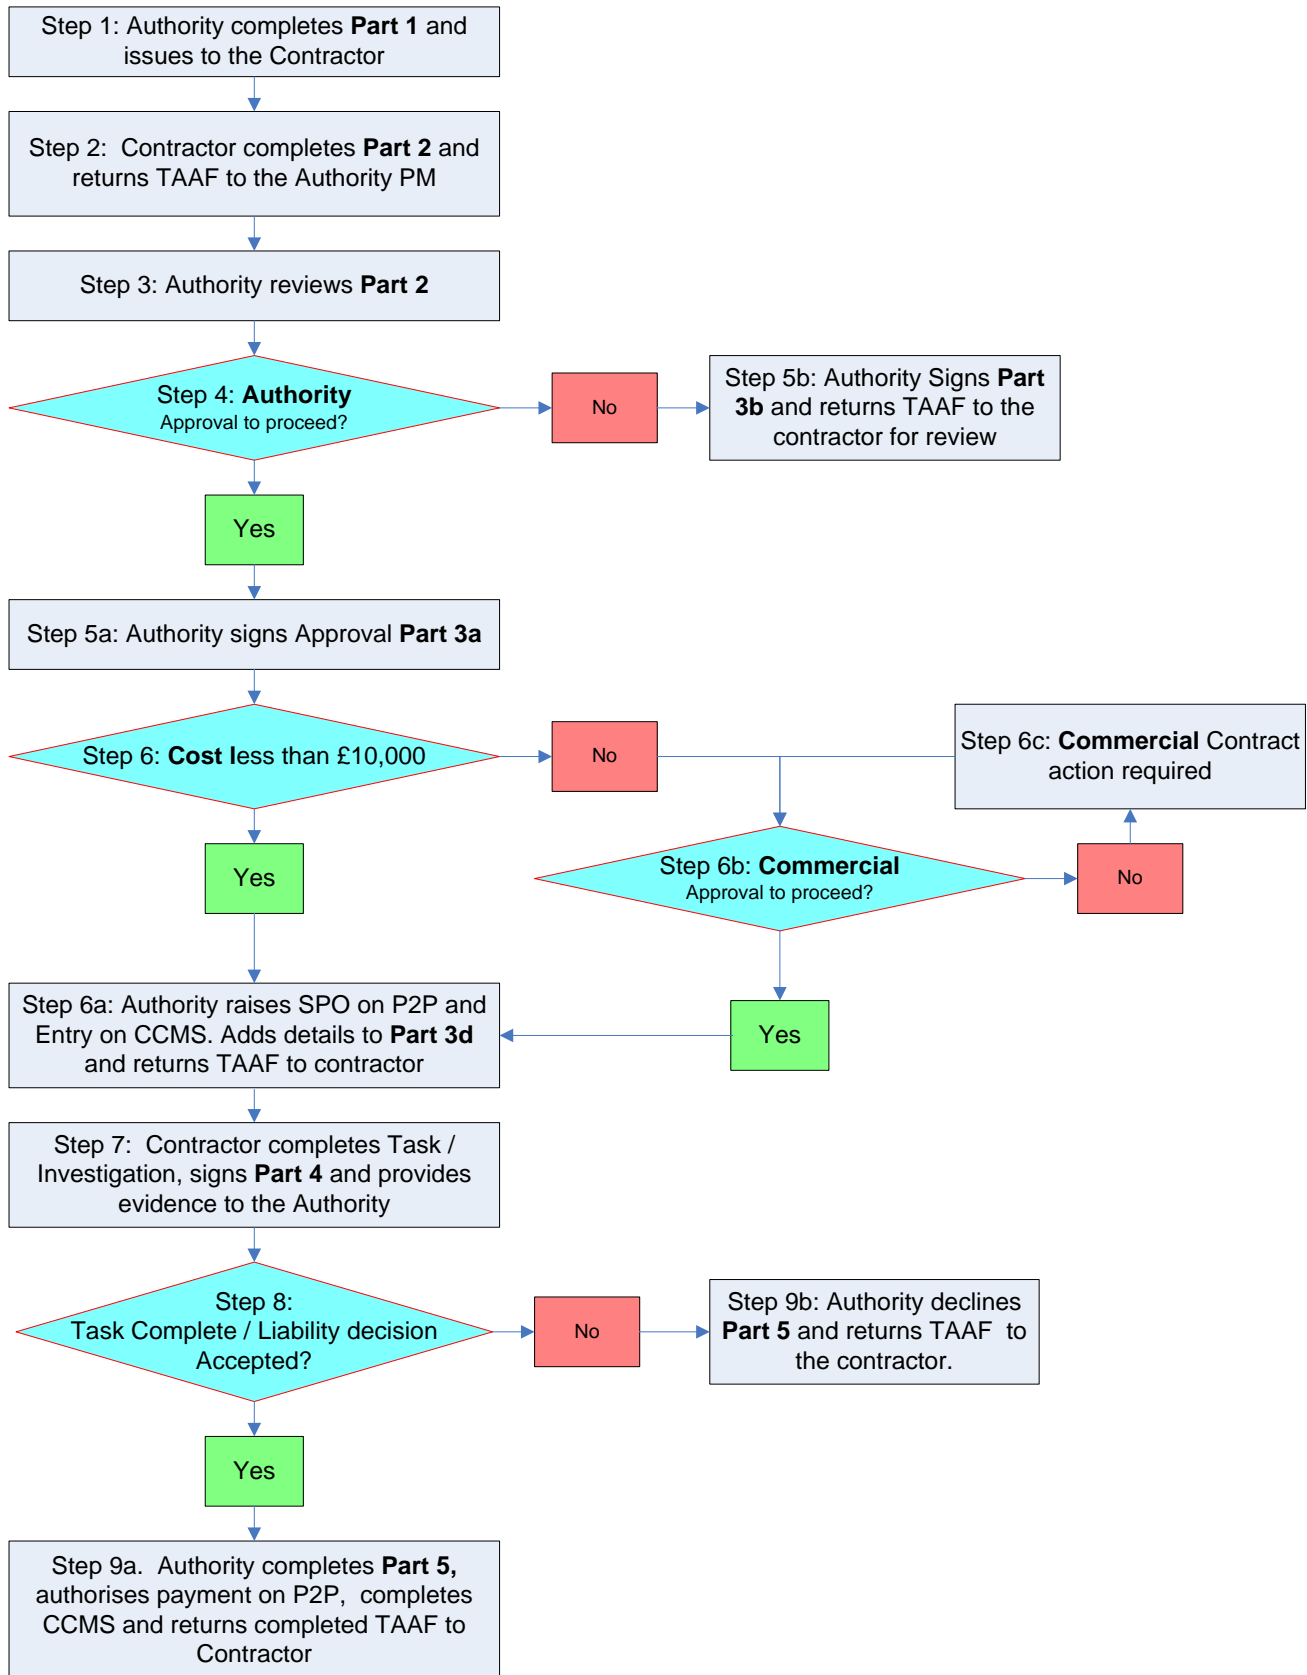 Step 1: Authority completes Part 1 and
issues to the Contractor
Step 2:  Contractor completes Part 2 and
returns TAAF to the Authority PM
Step 3: Authority reviews Part 2
Step 4: Authority
Approval to proceed?
No
Step 5b: Authority Signs Part
3b and returns TAAF to the
contractor for review
Yes
Step 5a: Authority signs Approval Part 3a
Step 6: Cost less than £10,000
No
Step 6c: Commercial Contract
action required
Yes
Step 6b: Commercial
Approval to proceed?
No
Step 6a: Authority raises SPO on P2P and
Entry on CCMS. Adds details to Part 3d
and returns TAAF to contractor
Yes
Step 7:  Contractor completes Task /
Investigation, signs Part 4 and provides
evidence to the Authority
Step 8:
Task Complete / Liability decision
Accepted?
No
Step 9b: Authority declines
Part 5 and returns TAAF  to
the contractor.
Yes
Step 9a.  Authority completes Part 5,
authorises payment on P2P,  completes
CCMS and returns completed TAAF to
Contractor